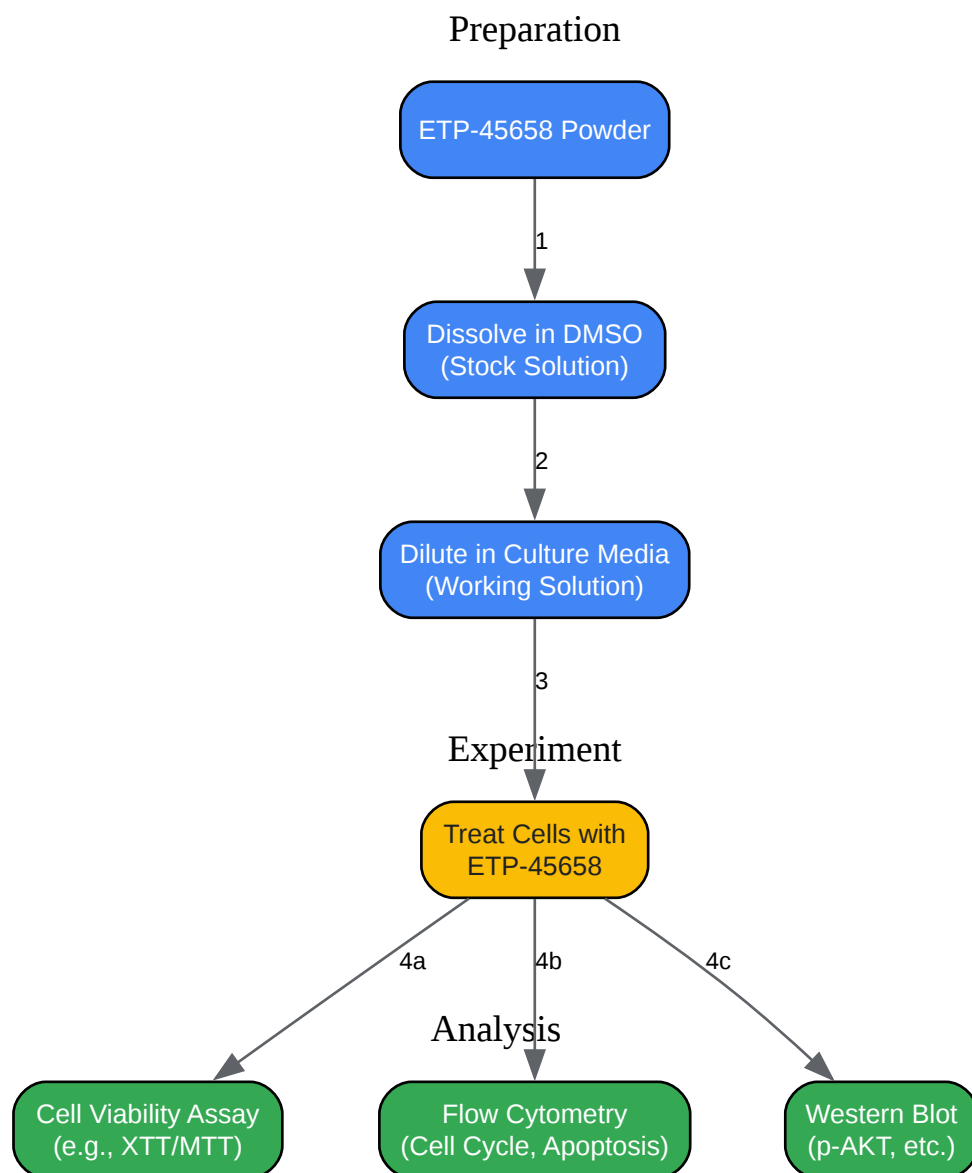 Preparation
ETP-45658 Powder
1
Dissolve in DMSO
(Stock Solution)
2
Dilute in Culture Media
(Working Solution)
3
Experiment
Treat Cells with
ETP-45658
4a
4b
4c
Analysis
Cell Viability Assay
(e.g., XTT/MTT)
Flow Cytometry
(Cell Cycle, Apoptosis)
Western Blot
(p-AKT, etc.)